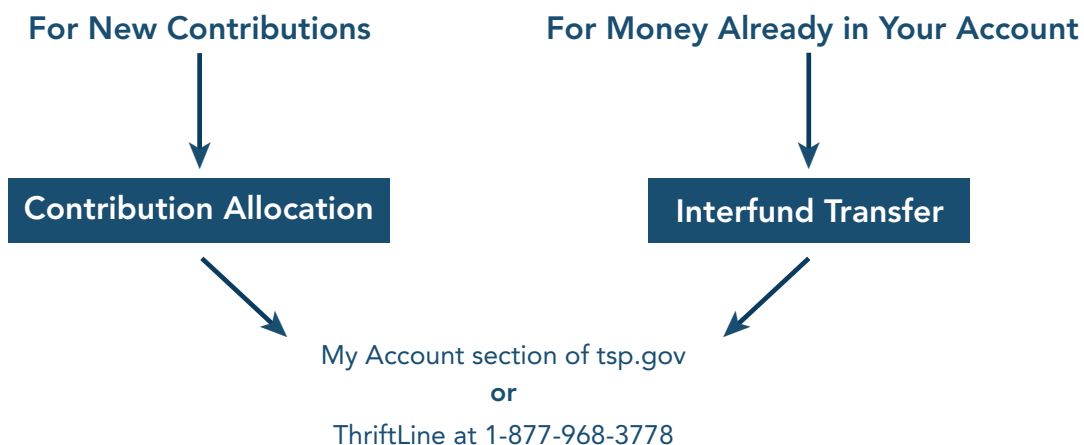 For New Contributions
For Money Already in Your Account
Contribution Allocation
Interfund Transfer
My Account section of tsp.gov
or
ThriftLine at 1-877-968-3778